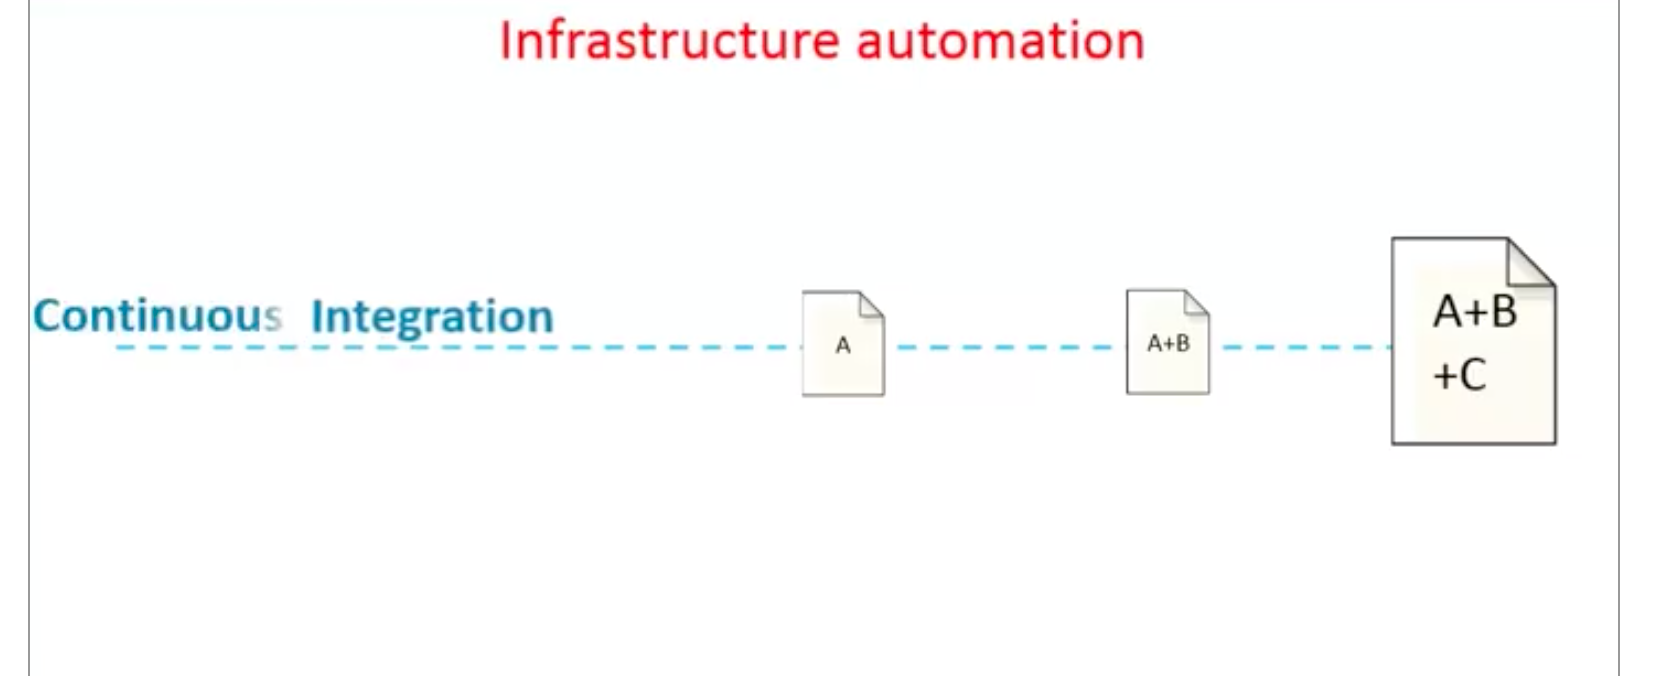 Infrastructure automation
Continuous Integration
A
A+B
A+B
+C